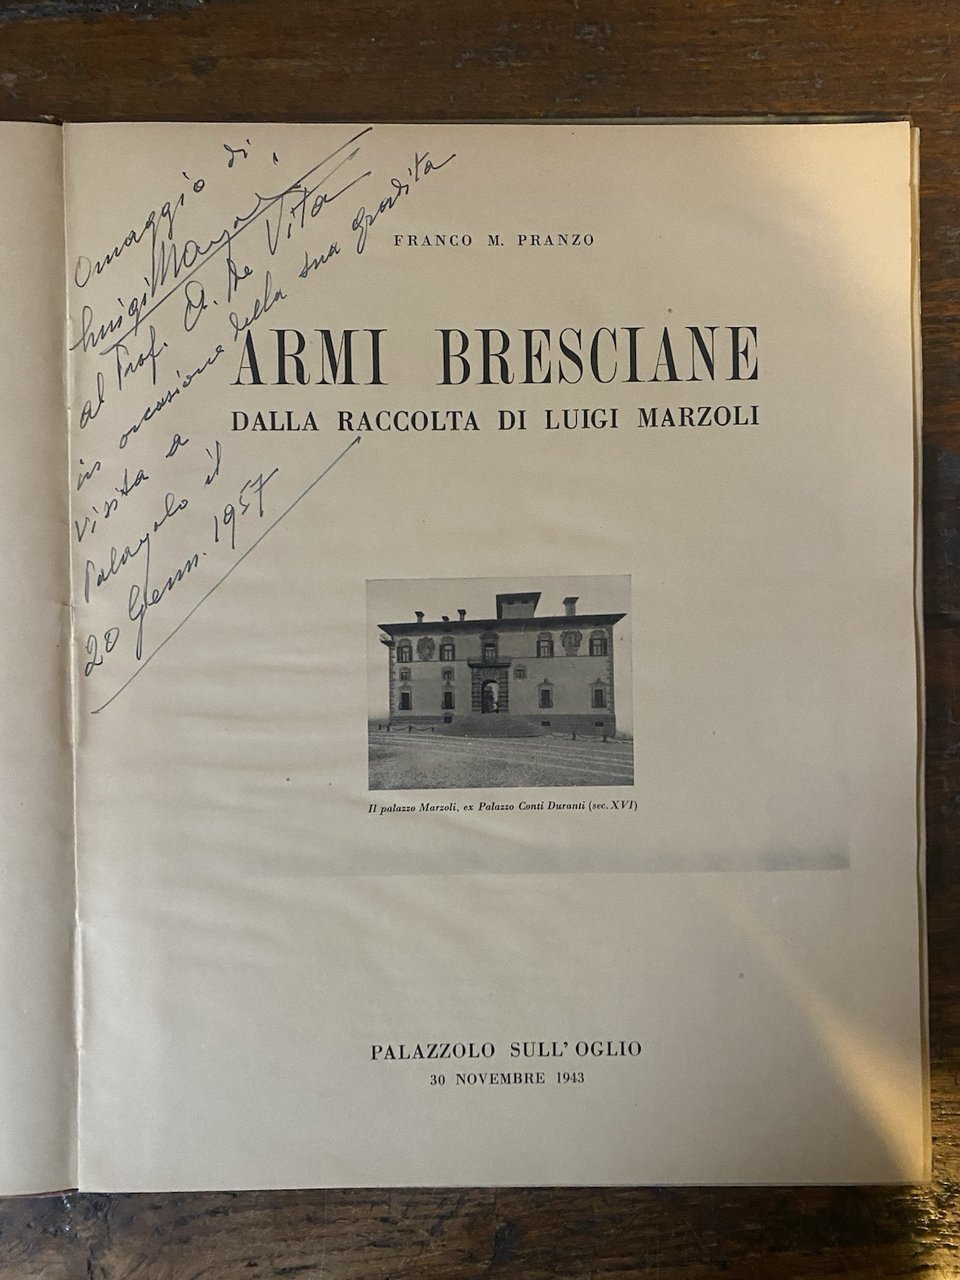 Omaggio di
Luigi Marzoli
al Prof. A. De Vita
in occasione della sua gradita
visita a
Palazzolo il
20 Genn. 1957
FRANCO M. PRANZO
ARMI BRESCIANE
DALLA RACCOLTA DI LUIGI MARZOLI
Il palazzo Marzoli, ex Palazzo Conti Duranti (sec. XVI)
PALAZZOLO SULL' OGLIO
30 NOVEMBRE 1943